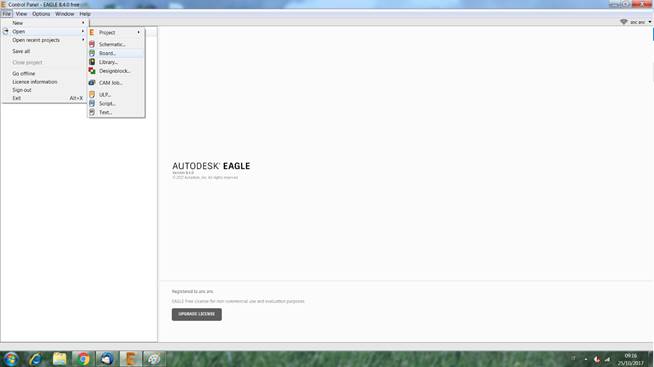 Control Panel - EAGLE 8.4.0 free
File View Options Window Help
anc anc
New
Open
Open recent projects
Save all
Close project
Go offline
Licence information
Sign out
Exit Alt+X
Project
Schematic...
Board...
Library...
Designblock...
CAM Job...
ULP...
Script...
Text...
AUTODESK® EAGLE
Version 8.4.0
© 2017 Autodesk, Inc. All rights reserved.
Registered to anc anc.
EAGLE Free License for non-commercial use and evaluation purposes
UPGRADE LICENSE
IT
09:16
25/10/2017